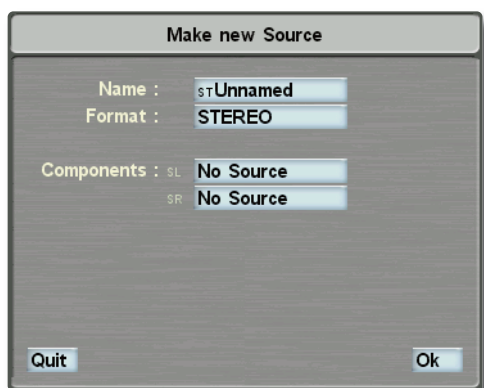 Make new Source
Name : STUnnamed
Format : STEREO
Components : SL No Source
SR No Source
Quit Ok